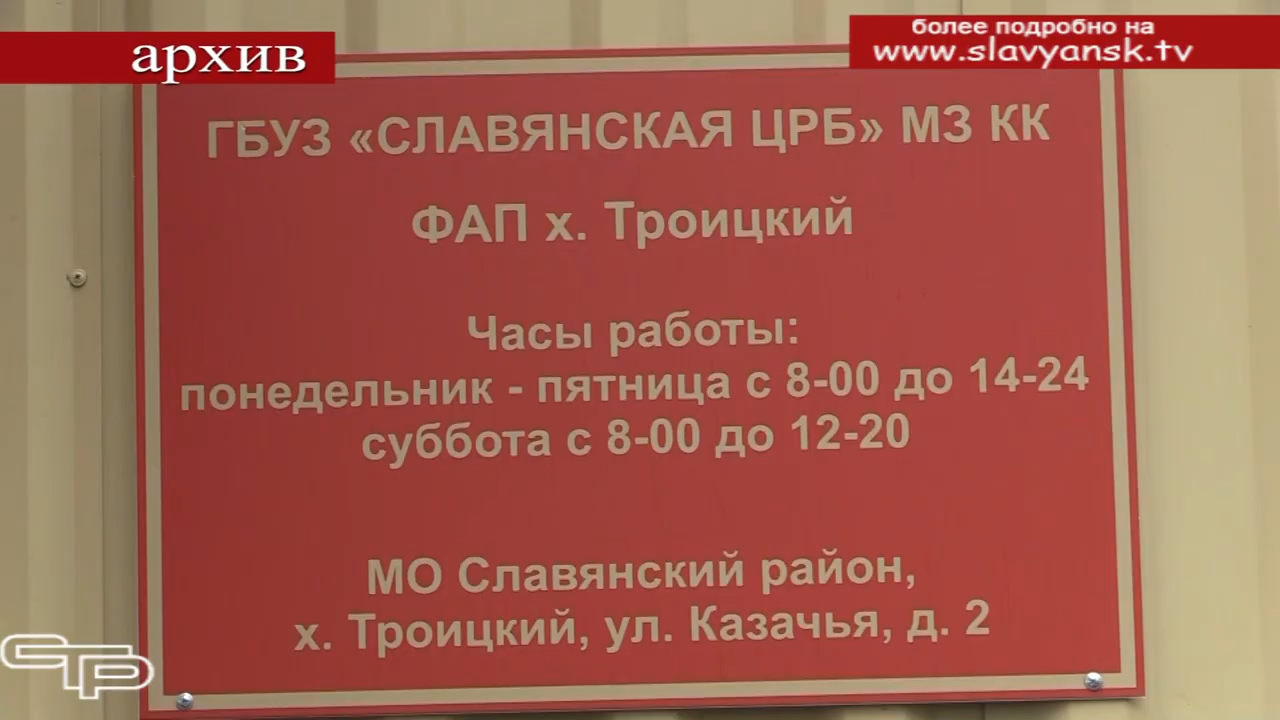 архив
более подробно на
www.slavyansk.tv
ГБУЗ «СЛАВЯНСКАЯ ЦРБ» МЗ КК
ФАП х. Троицкий
Часы работы:
понедельник - пятница с 8-00 до 14-24
суббота с 8-00 до 12-20
МО Славянский район,
х. Троицкий, ул. Казачья, д. 2
СТР